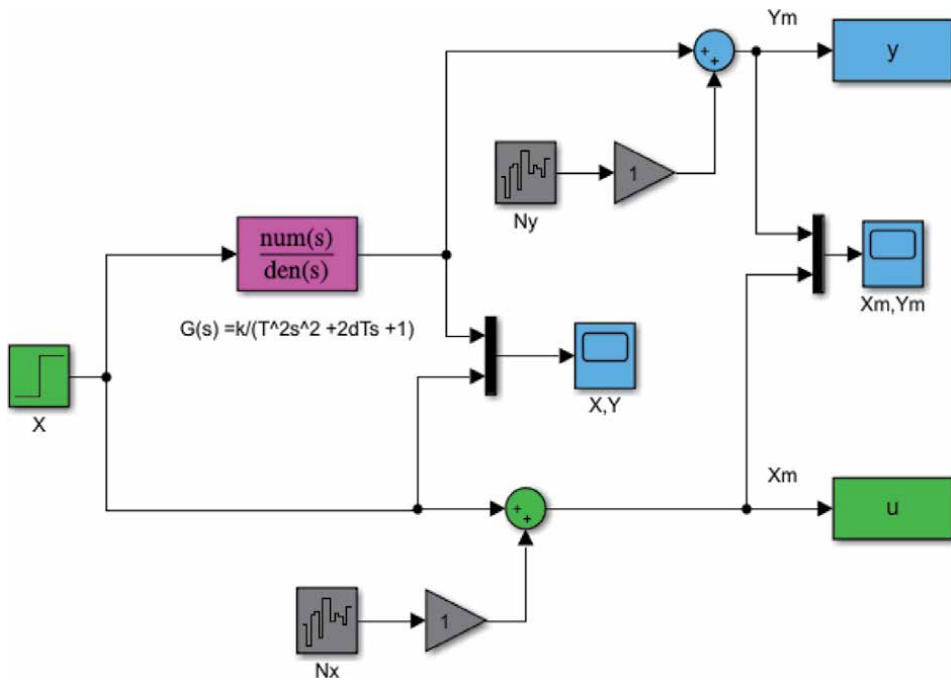 Ym
y
++
1
Ny
num(s)
den(s)
Xm,Ym
G(s) =k/(T^2s^2 +2dTs +1)
X
X,Y
Xm
++
u
1
Nx